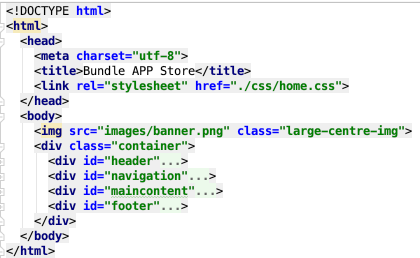 <!DOCTYPE html>
<html>
<head>
<meta charset="utf-8">
<title>Bundle APP Store</title>
<link rel="stylesheet" href="./css/home.css">
</head>
<body>
<img src="images/banner.png" class="large-centre-img">
<div class="container">
<div id="header"...>
<div id="navigation"...>
<div id="maincontent"...>
<div id="footer"...>
</div>
</body>
</html>